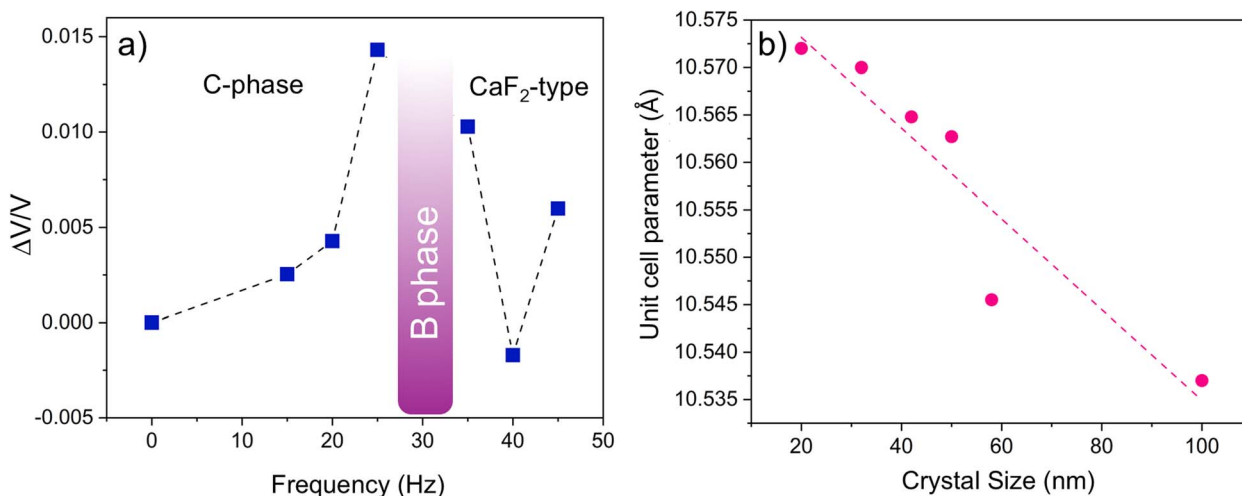 a)
C-phase
CaF₂-type
B phase
ΔV/V
0.015
0.010
0.005
0.000
-0.005
0
10
20
30
40
50
Frequency (Hz)
b)
Unit cell parameter (Å)
10.575
10.570
10.565
10.560
10.555
10.550
10.545
10.540
10.535
20
40
60
80
100
Crystal Size (nm)